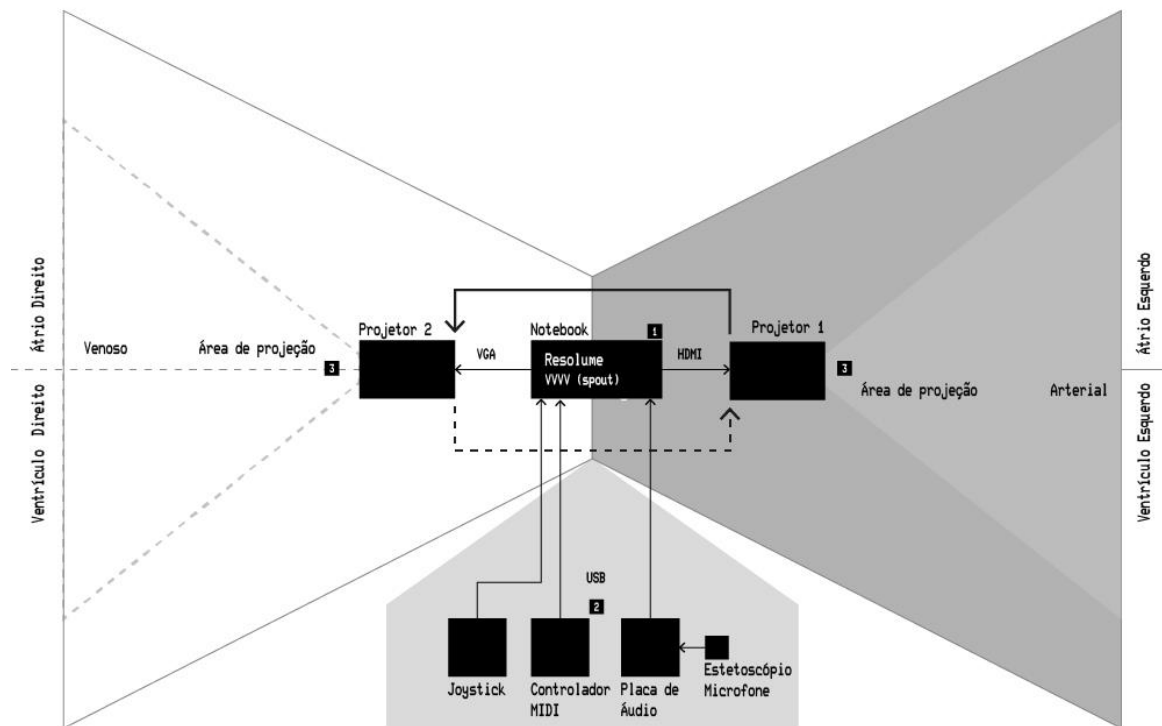 Átrio Direito
Ventrículo Direito
Venoso
Área de projeção
3
Projetor 2
VGA
Notebook
1
Resolume
VVVV (spout)
HDMI
Projetor 1
3
Área de projeção
Arterial
Átrio Esquerdo
Ventrículo Esquerdo
USB
2
Joystick
Controlador
MIDI
Placa de
Áudio
Estetoscópio
Microfone